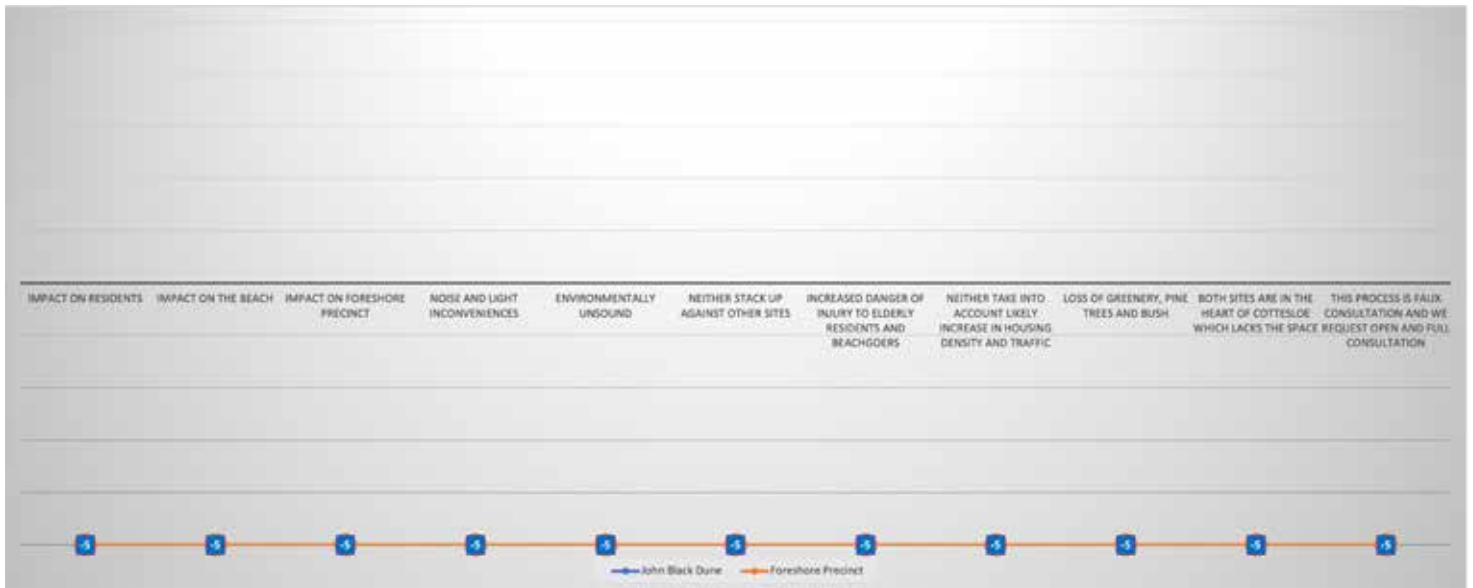 IMPACT ON RESIDENTS
IMPACT ON THE BEACH
IMPACT ON FORESHORE
PRECINCT
NOISE AND LIGHT
INCONVENIENCES
ENVIRONMENTALLY
UNSOUND
NEITHER STACK UP
AGAINST OTHER SITES
INCREASED DANGER OF
INJURY TO ELDERLY
RESIDENTS AND
BEACHGOERS
NEITHER TAKE INTO
ACCOUNT LIKELY
INCREASE IN HOUSING
DENSITY AND TRAFFIC
LOSS OF GREENERY, PINE
TREES AND BUSH
BOTH SITES ARE IN THE
HEART OF COTTESLOE
WHICH LACKS THE SPACE
THIS PROCESS IS FAUX
CONSULTATION AND WE
REQUEST OPEN AND FULL
CONSULTATION
-5
-5
-5
-5
-5
-5
-5
-5
-5
-5
-5
John Black Dune
Foreshore Precinct